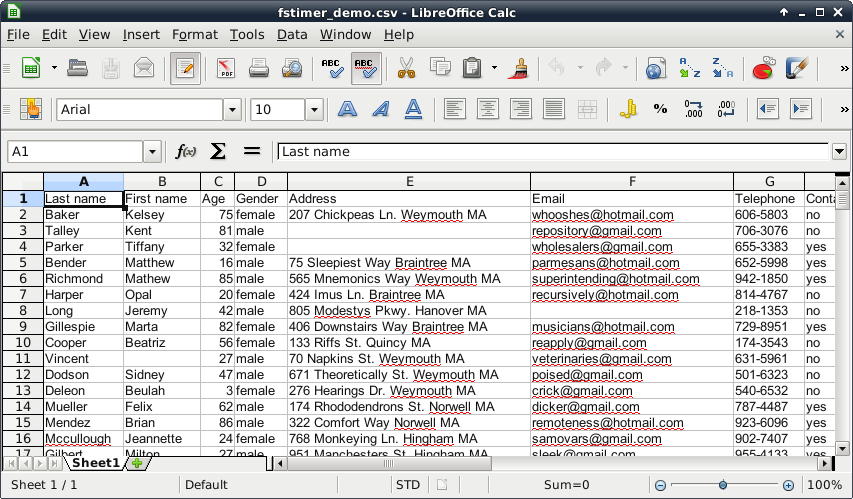 fstimer_demo.csv - LibreOffice Calc
File Edit View Insert Format Tools Data Window Help
PDF ABC ABC A Z Z A
Arial 10 A A A % 0,000 .000 0
A1 f(x) Σ = Last name
A B C D E F G
1 Last name First name Age Gender Address Email Telephone Conta
2 Baker Kelsey 75 female 207 Chickpeas Ln. Weymouth MA whooshes@hotmail.com 606-5803 no
3 Talley Kent 81 male repository@gmail.com 706-3076 no
4 Parker Tiffany 32 female wholesalers@gmail.com 655-3383 yes
5 Bender Matthew 16 male 75 Sleepiest Way Braintree MA parmesans@hotmail.com 652-5998 yes
6 Richmond Mathew 85 male 565 Mnemonics Way Weymouth MA superintending@hotmail.com 942-1850 yes
7 Harper Opal 20 female 424 Imus Ln. Braintree MA recursively@hotmail.com 814-4767 no
8 Long Jeremy 42 male 805 Modestys Pkwy. Hanover MA 218-1353 no
9 Gillespie Marta 82 female 406 Downstairs Way Braintree MA musicians@hotmail.com 729-8951 yes
10 Cooper Beatriz 56 female 133 Riffs St. Quincy MA reapply@gmail.com 174-3543 no
11 Vincent 27 male 70 Napkins St. Weymouth MA veterinaries@gmail.com 631-5961 no
12 Dodson Sidney 47 male 671 Theoretically St. Weymouth MA poised@gmail.com 501-6323 no
13 Deleon Beulah 3 female 276 Hearings Dr. Weymouth MA crick@gmail.com 540-6532 no
14 Mueller Felix 62 male 174 Rhododendrons St. Norwell MA dicker@gmail.com 787-4487 yes
15 Mendez Brian 86 male 322 Comfort Way Norwell MA remoteness@hotmail.com 923-6096 yes
16 Mccullough Jeannette 24 female 768 Monkeying Ln. Hingham MA samovars@gmail.com 902-7407 yes
17 Gilbert Milton 27 male 951 Manchesters St. Hingham MA sleek@gmail.com 955-4133 yes
Sheet1
Sheet 1 / 1 Default STD Sum=0 100%